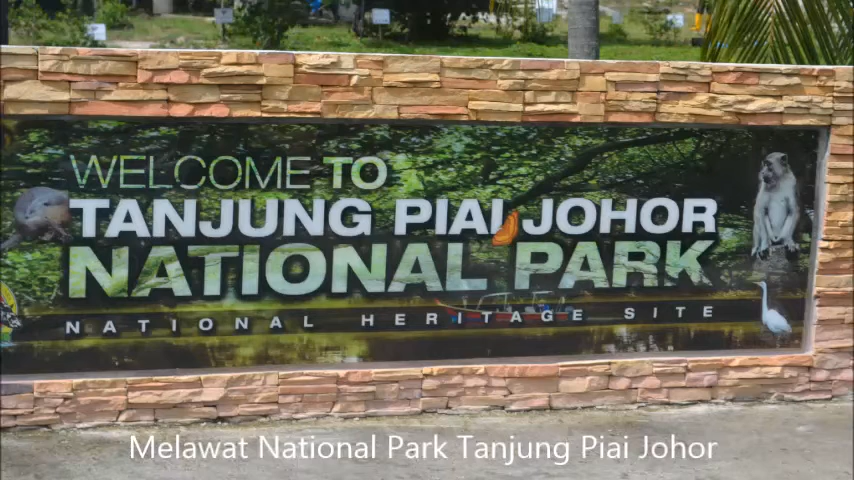 WELCOME TO
TANJUNG PIAI JOHOR
NATIONAL PARK
NATIONAL HERITAGE SITE
Melawat National Park Tanjung Piai Johor